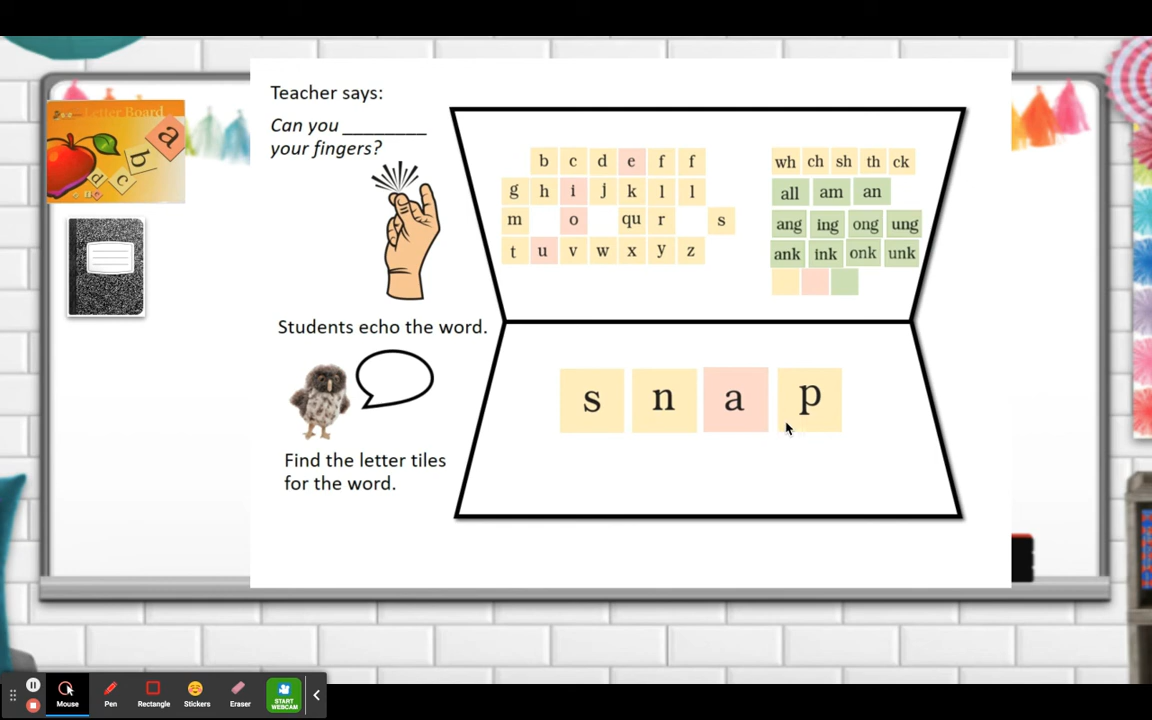 Letter Board
a
b
d
c
Teacher says:
Can you ________
your fingers?
Students echo the word.
Find the letter tiles
for the word.
b c d e f f
g h i j k l l
m o qu r s
t u v w x y z
wh ch sh th ck
all am an
ang ing ong ung
ank ink onk unk
s n a p
Mouse
Pen
Rectangle
Stickers
Eraser
START
WEBCAM